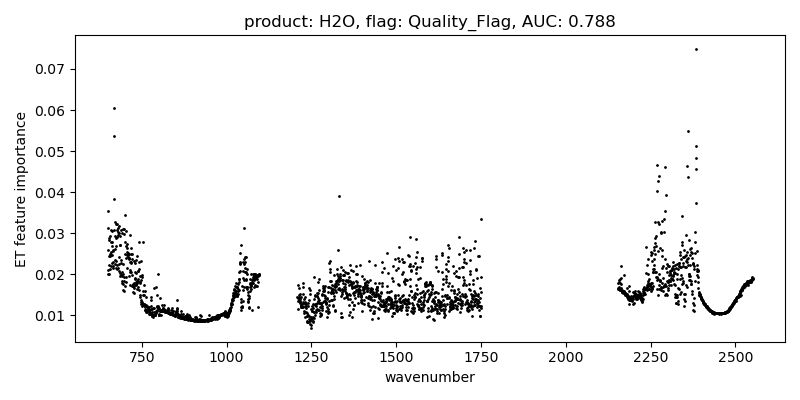 product: H2O, flag: Quality_Flag, AUC: 0.788
ET feature importance
0.07
0.06
0.05
0.04
0.03
0.02
0.01
750 1000 1250 1500 1750 2000 2250 2500
wavenumber